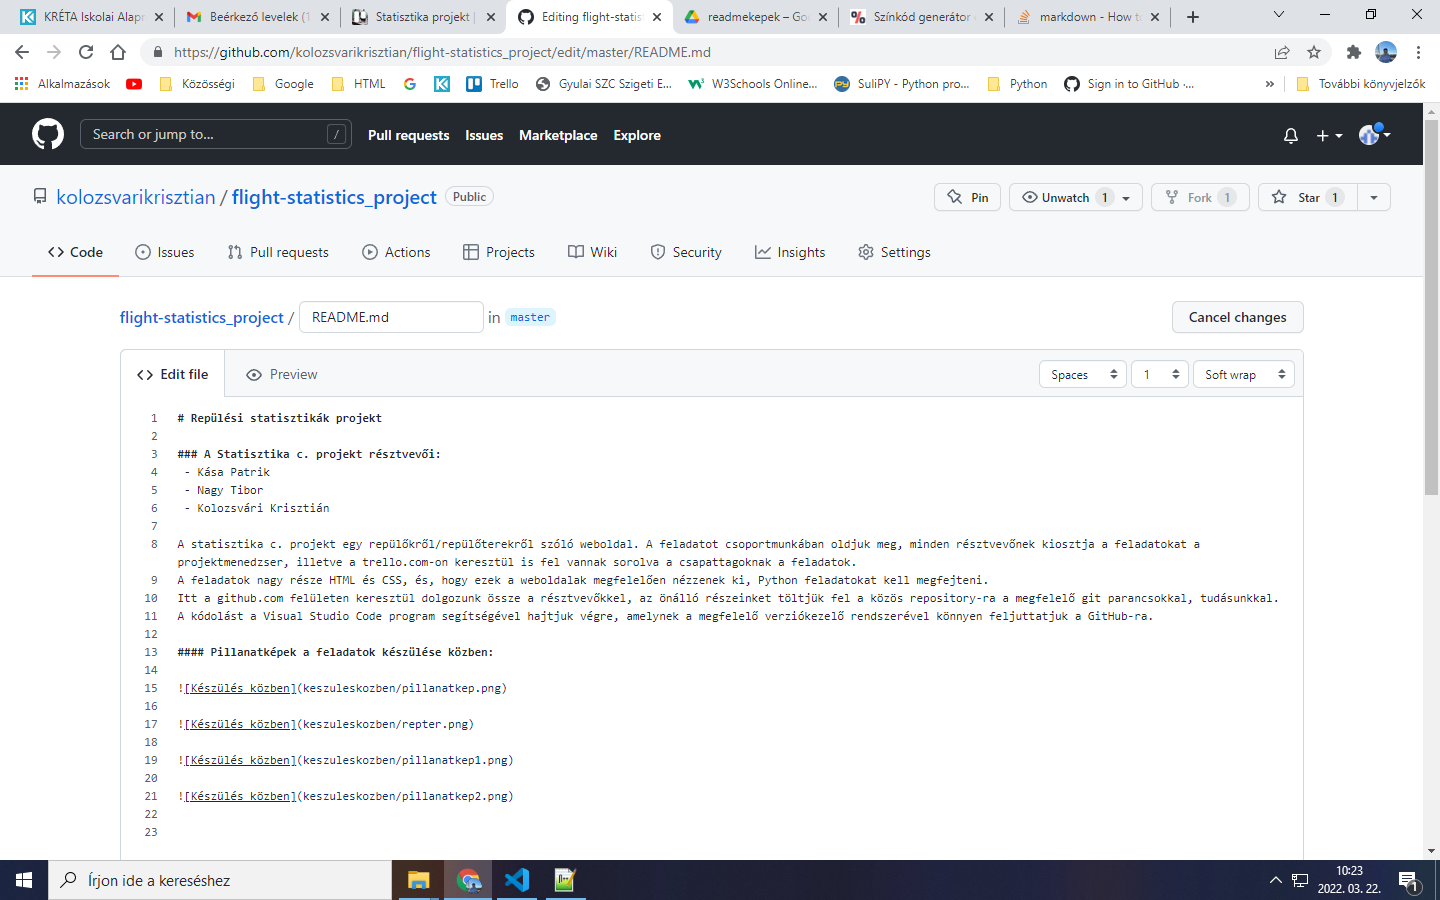 KRÉTA Iskolai Alapr
Beérkező levelek (1
Statisztika projekt |
Editing flight-statis
readmekepek – Goo
Színkód generátor
markdown - How to
https://github.com/kolozsvarikrisztian/flight-statistics_project/edit/master/README.md
Alkalmazások
Közösségi
Google
HTML
Trello
Gyulai SZC Szigeti E...
W3Schools Online...
SuliPY - Python pro...
Python
Sign in to GitHub ·...
»
További könyvjelzők
Search or jump to...
/
Pull requests
Issues
Marketplace
Explore
kolozsvarikrisztian / flight-statistics_project
Public
Pin
Unwatch 1
Fork 1
Star 1
Code
Issues
Pull requests
Actions
Projects
Wiki
Security
Insights
Settings
flight-statistics_project / README.md in master
Cancel changes
Edit file
Preview
Spaces
1
Soft wrap
1 # Repülési statisztikák projekt
2
3 ### A Statisztika c. projekt résztvevői:
4 - Kása Patrik
5 - Nagy Tibor
6 - Kolozsvári Krisztián
7
8 A statisztika c. projekt egy repülőkről/repülőterekről szóló weboldal. A feladatot csoportmunkában oldjuk meg, minden résztvevőnek kiosztja a feladatokat a
projektmenedzser, illetve a trello.com-on keresztül is fel vannak sorolva a csapattagoknak a feladatok.
9 A feladatok nagy része HTML és CSS, és, hogy ezek a weboldalak megfelelően nézzenek ki, Python feladatokat kell megfejteni.
10 Itt a github.com felületen keresztül dolgozunk össze a résztvevőkkel, az önálló részeinket töltjük fel a közös repository-ra a megfelelő git parancsokkal, tudásunkkal.
11 A kódolást a Visual Studio Code program segítségével hajtjuk végre, amelynek a megfelelő verziókezelő rendszerével könnyen feljuttatjuk a GitHub-ra.
12
13 #### Pillanatképek a feladatok készülése közben:
14
15 ![Készülés közben](keszuleskozben/pillanatkep.png)
16
17 ![Készülés közben](keszuleskozben/repter.png)
18
19 ![Készülés közben](keszuleskozben/pillanatkep1.png)
20
21 ![Készülés közben](keszuleskozben/pillanatkep2.png)
22
23
Írjon ide a kereséshez
10:23
2022. 03. 22.
1